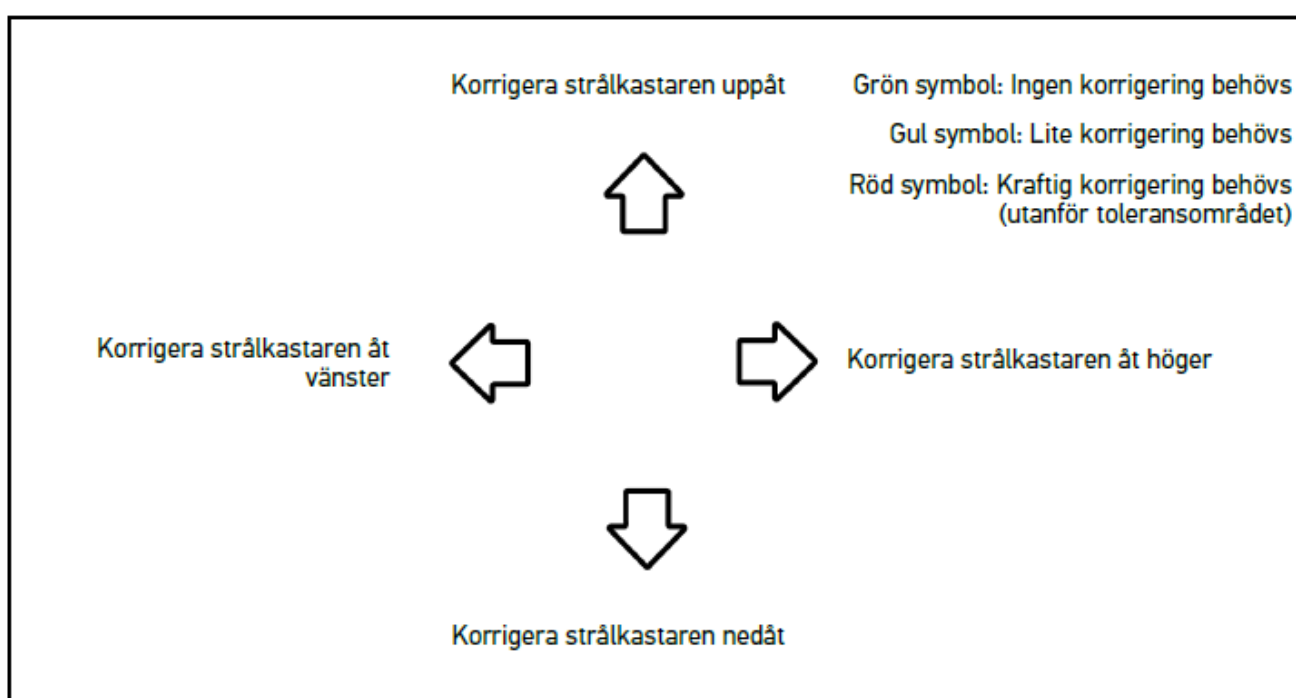 Korrigera strålkastaren uppåt
Grön symbol: Ingen korrigering behövs
Gul symbol: Lite korrigering behövs
Röd symbol: Kraftig korrigering behövs
(utanför toleransområdet)
Korrigera strålkastaren åt
vänster
Korrigera strålkastaren åt höger
Korrigera strålkastaren nedåt